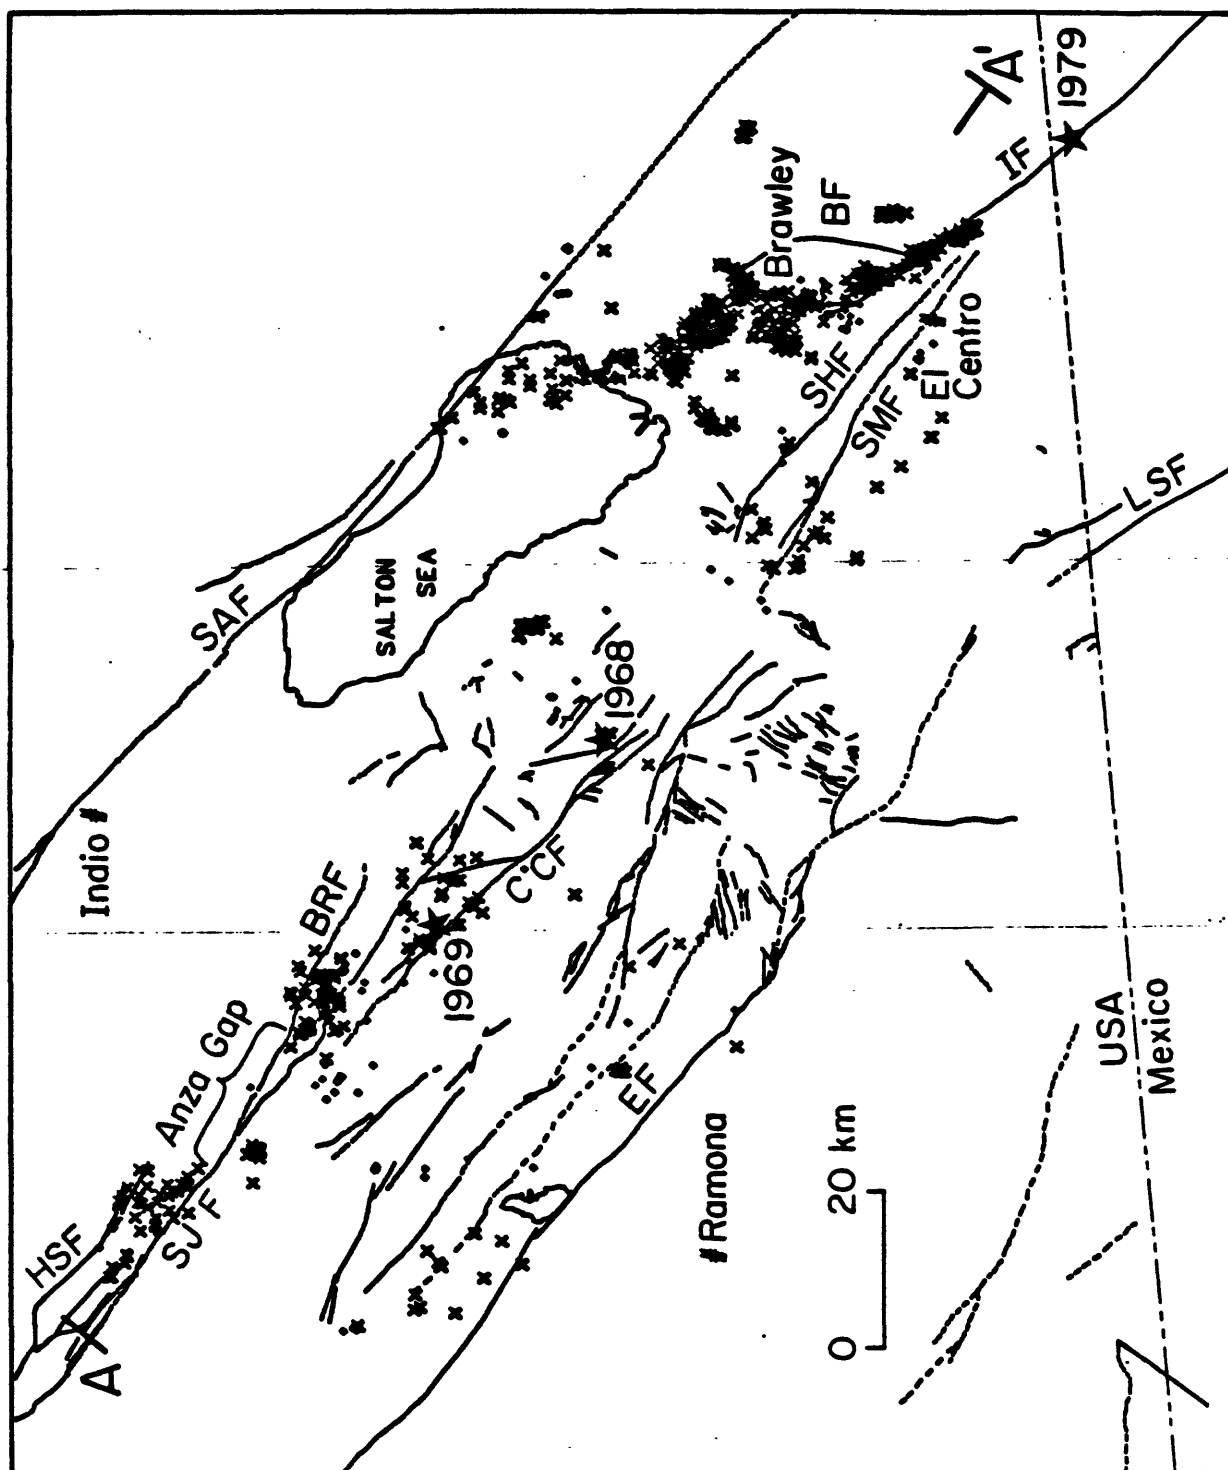 A'
1979
IF
Brawley
BF
SHF
SMF
El
Centro
LSF
SAF
SALTON
SEA
1968
Indio #
BRF
CCF
1969
Anza Gap
HSF
SJF
A
EF
#Ramona
0 20 km
USA
Mexico